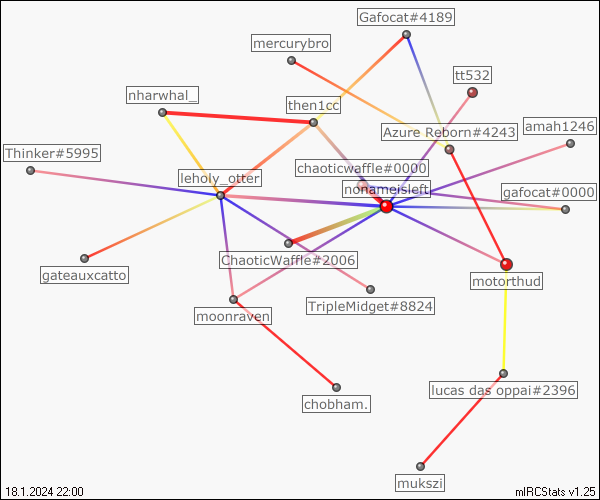 Gafocat#4189
mercurybro
tt532
nharwhal_
then1cc
amah1246
Azure Reborn#4243
Thinker#5995
chaoticwaffle#0000
leholy_otter
nonameisleft
gafocat#0000
ChaoticWaffle#2006
gateauxcatto
motorthud
TripleMidget#8824
moonraven
lucas das oppai#2396
chobham.
mukszi
18.1.2024 22:00
mIRCStats v1.25